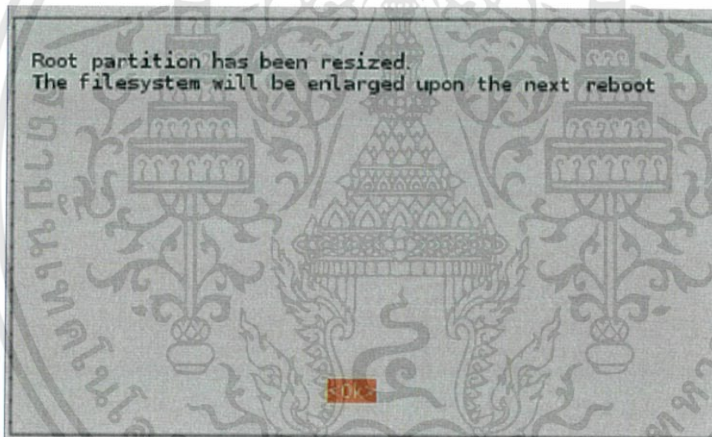 Root partition has been resized.
The filesystem will be enlarged upon the next reboot
<Ok>